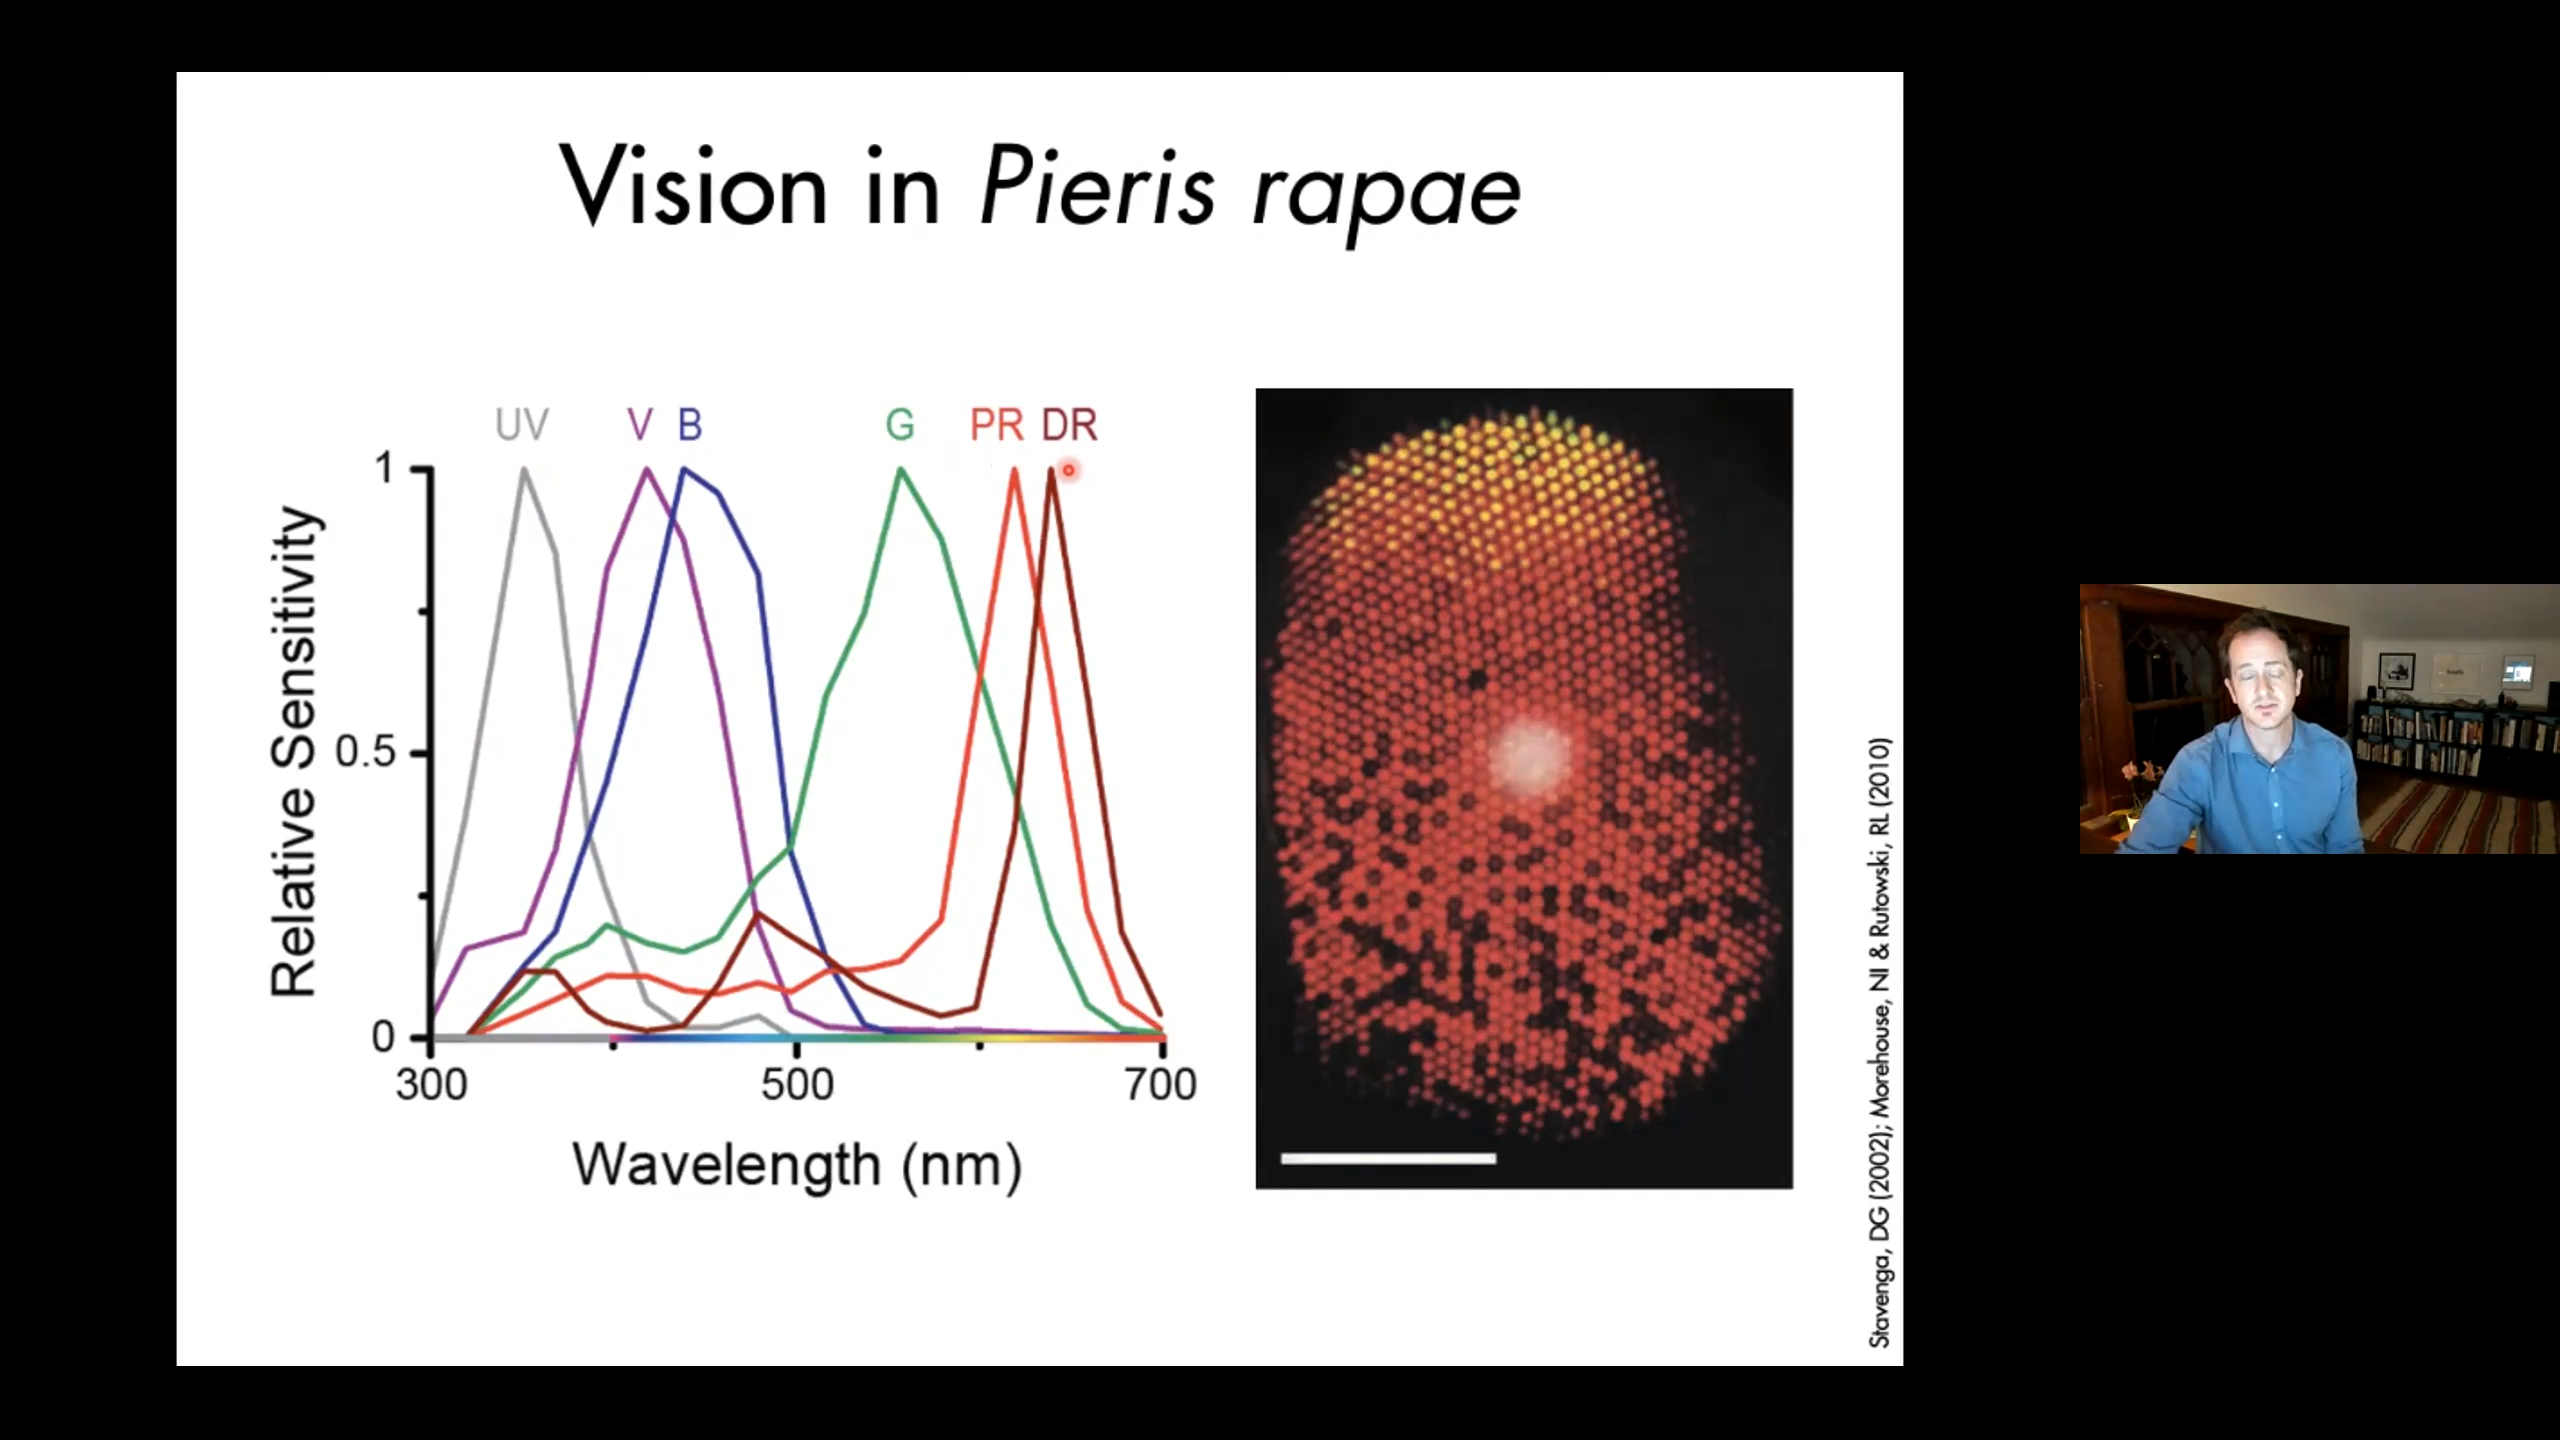 Vision in Pieris rapae
UV V B G PR DR
1
0.5
0
Relative Sensitivity
300 500 700
Wavelength (nm)
Stavenga, DG (2002); Morehouse, NI & Rutowski, RL (2010)